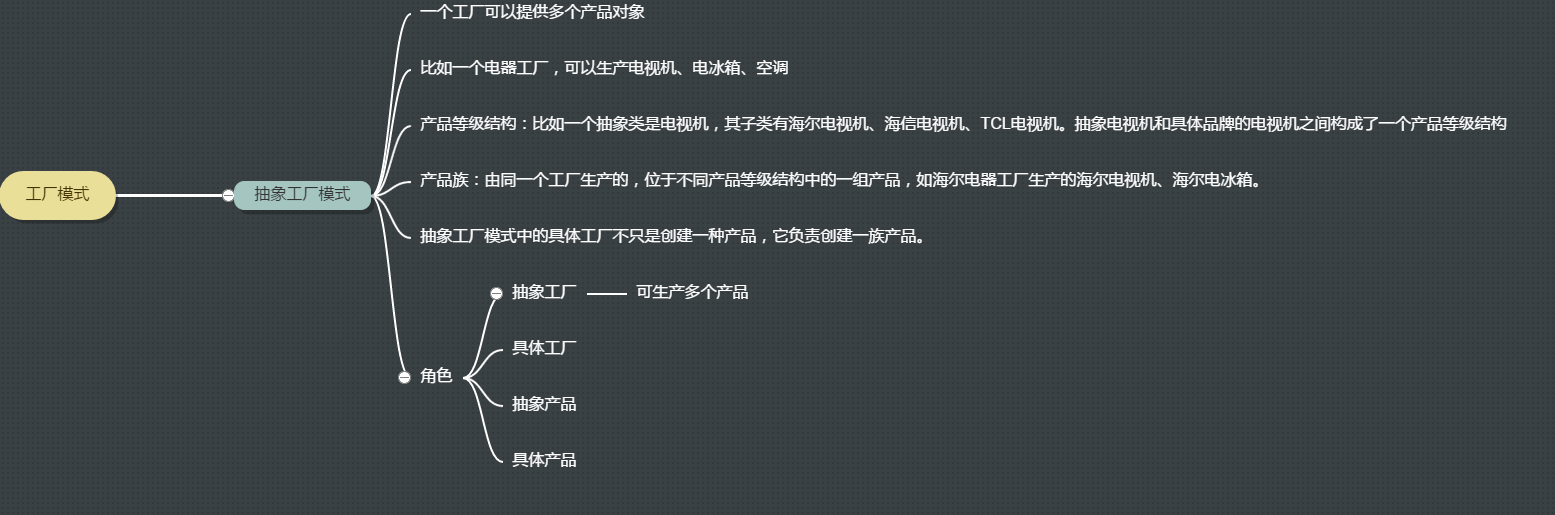 一个工厂可以提供多个产品对象
比如一个电器工厂，可以生产电视机、电冰箱、空调
产品等级结构：比如一个抽象类是电视机，其子类有海尔电视机、海信电视机、TCL电视机。抽象电视机和具体品牌的电视机之间构成了一个产品等级结构
产品族：由同一个工厂生产的，位于不同产品等级结构中的一组产品，如海尔电器工厂生产的海尔电视机、海尔电冰箱。
工厂模式
抽象工厂模式
抽象工厂模式中的具体工厂不只是创建一种产品，它负责创建一族产品。
抽象工厂
可生产多个产品
具体工厂
角色
抽象产品
具体产品